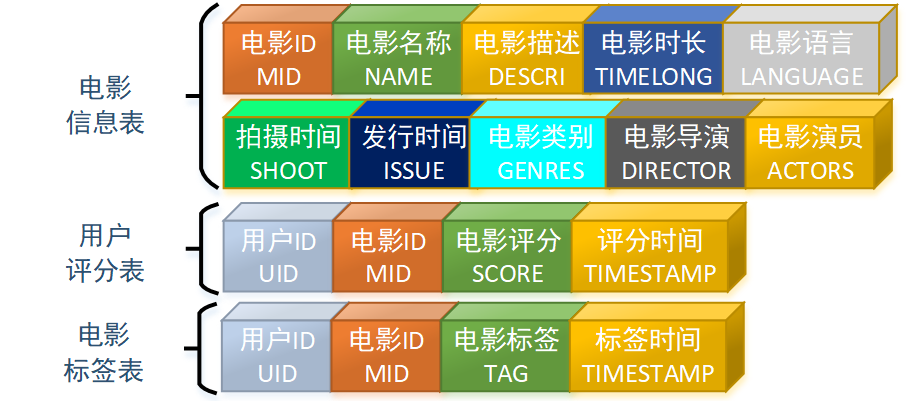 电影
信息表
电影ID
MID
电影名称
NAME
电影描述
DESCRI
电影时长
TIMELONG
电影语言
LANGUAGE
拍摄时间
SHOOT
发行时间
ISSUE
电影类别
GENRES
电影导演
DIRECTOR
电影演员
ACTORS
用户
评分表
用户ID
UID
电影ID
MID
电影评分
SCORE
评分时间
TIMESTAMP
电影
标签表
用户ID
UID
电影ID
MID
电影标签
TAG
标签时间
TIMESTAMP